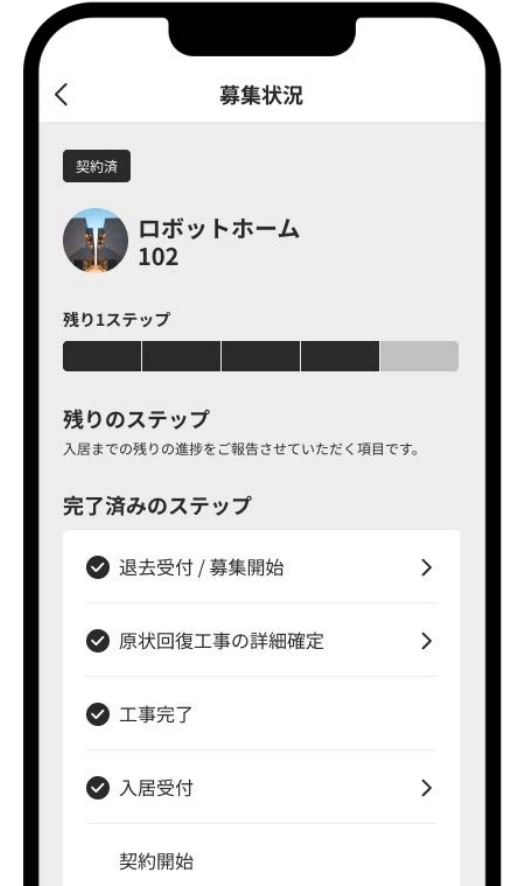 募集状況
契約済
ロボットホーム
102
残り1ステップ
残りのステップ
入居までの残りの進捗をご報告させていただく項目です。
完了済みのステップ
退去受付 / 募集開始
原状回復工事の詳細確定
工事完了
入居受付
契約開始